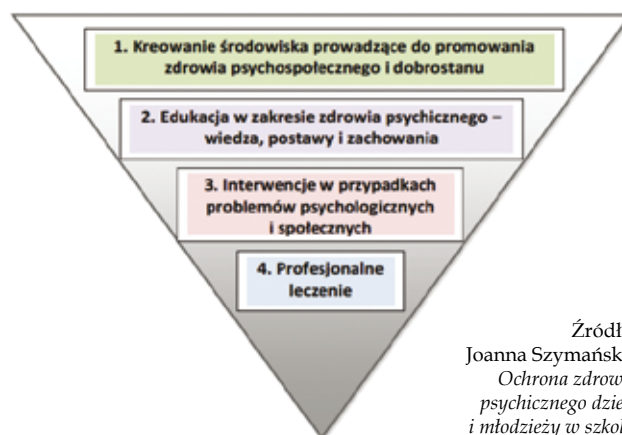 1. Kreowanie środowiska prowadzące do promowania
zdrowia psychospołecznego i dobrostanu
2. Edukacja w zakresie zdrowia psychicznego –
wiedza, postawy i zachowania
3. Interwencje w przypadkach
problemów psychologicznych
i społecznych
4. Profesjonalne
leczenie
Źródł
Joanna Szymańsk
Ochrona zdrow
psychicznego dzie
i młodzieży w szkol